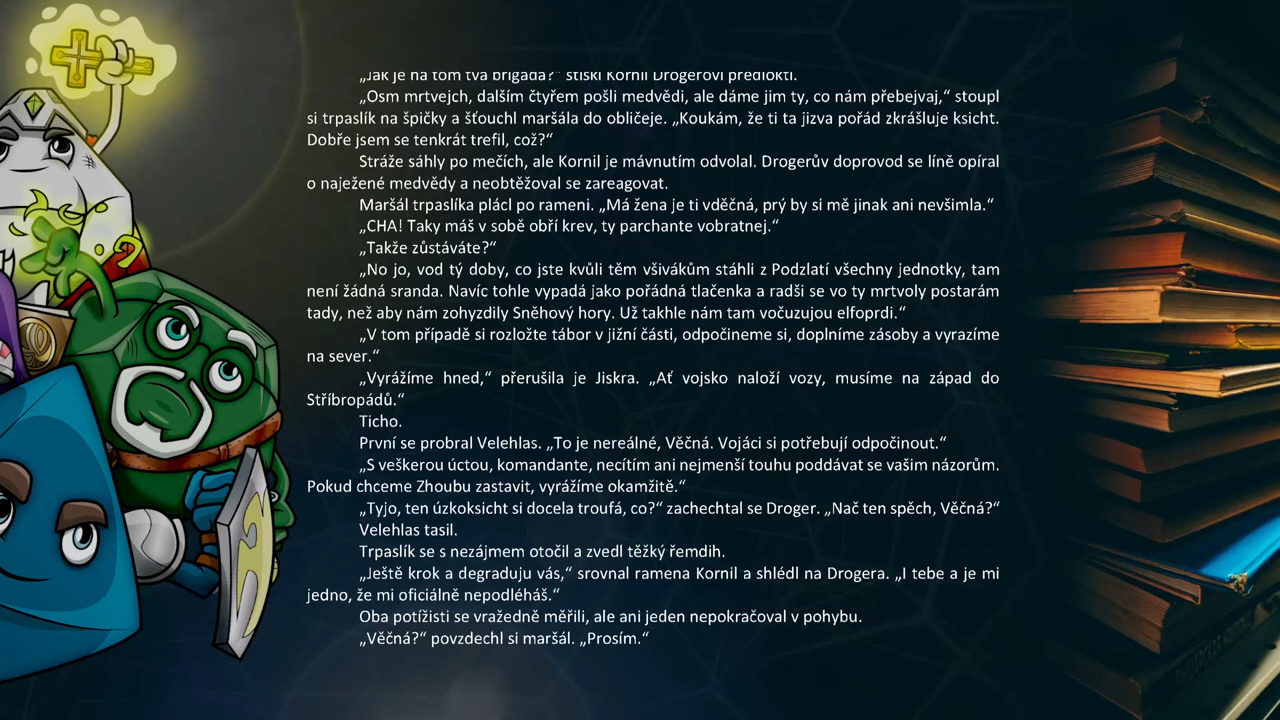 „Jak je na tom tvá brigáda?“ stiskl Kornil Drogerovi předloktí.
„Osm mrtvejch, dalším čtyřem pošli medvědi, ale dáme jim ty, co nám přebejvaj,“ stoupl
si trpaslík na špičky a šťouchl maršála do obličeje. „Koukám, že ti ta jizva pořád zkrášluje ksicht.
Dobře jsem se tenkrát trefil, což?“
Stráže sáhly po mečích, ale Kornil je mávnutím odvolal. Drogerův doprovod se líně opíral
o naježené medvědy a neobtěžoval se zareagovat.
Maršál trpaslíka plácl po rameni. „Má žena je ti vděčná, prý by si mě jinak ani nevšimla.“
„CHA! Taky máš v sobě obří krev, ty parchante vobratnej.“
„Takže zůstáváte?“
„No jo, vod tý doby, co jste kvůli těm všivákům stáhli z Podzlatí všechny jednotky, tam
není žádná sranda. Navíc tohle vypadá jako pořádná tlačenka a radši se vo ty mrtvoly postarám
tady, než aby nám zohyzdily Sněhový hory. Už takhle nám tam vočuzujou elfoprdi.“
„V tom případě si rozložte tábor v jižní části, odpočineme si, doplníme zásoby a vyrazíme
na sever.“
„Vyrážíme hned,“ přerušila je Jiskra. „Ať vojsko naloží vozy, musíme na západ do
Stříbropádů.“
Ticho.
První se probral Velehlas. „To je nereálné, Věčná. Vojáci si potřebují odpočinout.“
„S veškerou úctou, komandante, necítím ani nejmenší touhu poddávat se vašim názorům.
Pokud chceme Zhoubu zastavit, vyrážíme okamžitě.“
„Tyjo, ten úzkoksicht si docela troufá, co?“ zachechtal se Droger. „Nač ten spěch, Věčná?“
Velehlas tasil.
Trpaslík se s nezájmem otočil a zvedl těžký řemdih.
„Ještě krok a degraduju vás,“ srovnal ramena Kornil a shlédl na Drogera. „I tebe a je mi
jedno, že mi oficiálně nepodléháš.“
Oba potížisti se vražedně měřili, ale ani jeden nepokračoval v pohybu.
„Věčná?“ povzdechl si maršál. „Prosím.“